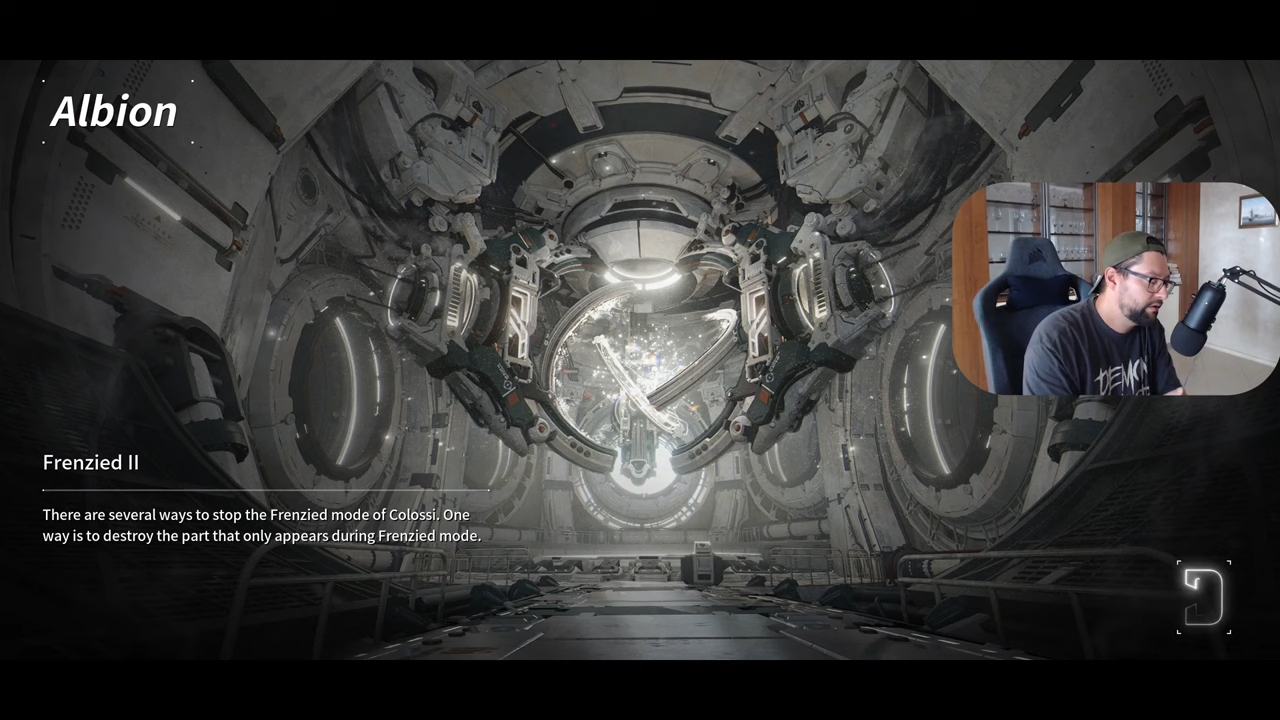 Albion
Frenzied II
There are several ways to stop the Frenzied mode of Colossi. One
way is to destroy the part that only appears during Frenzied mode.